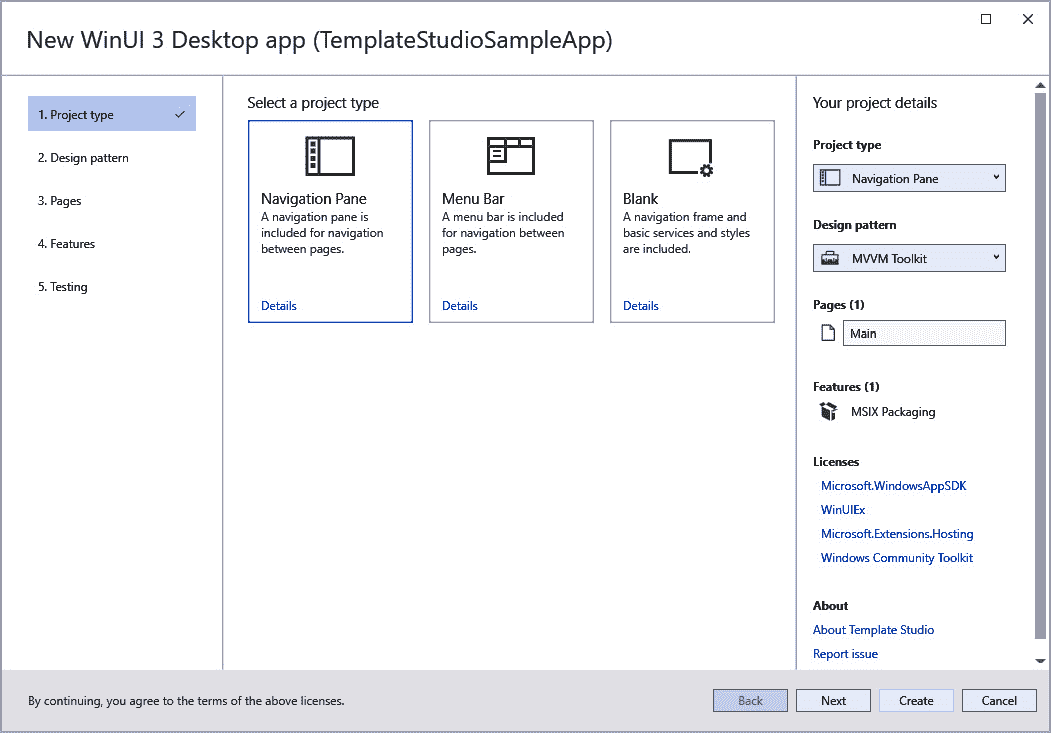 New WinUI 3 Desktop app (TemplateStudioSampleApp)
1. Project type
2. Design pattern
3. Pages
4. Features
5. Testing
Select a project type
Navigation Pane
A navigation pane is
included for navigation
between pages.
Details
Menu Bar
A menu bar is included
for navigation between
pages.
Details
Blank
A navigation frame and
basic services and styles
are included.
Details
Your project details
Project type
Navigation Pane
Design pattern
MVVM Toolkit
Pages (1)
Main
Features (1)
MSIX Packaging
Licenses
Microsoft.WindowsAppSDK
WinUIEx
Microsoft.Extensions.Hosting
Windows Community Toolkit
About
About Template Studio
Report issue
By continuing, you agree to the terms of the above licenses.
Back
Next
Create
Cancel